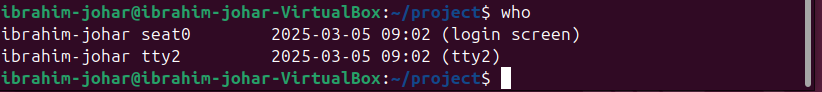 ibrahim-johar@ibrahim-johar-VirtualBox:~/project$ who
ibrahim-johar seat0        2025-03-05 09:02 (login screen)
ibrahim-johar tty2         2025-03-05 09:02 (tty2)
ibrahim-johar@ibrahim-johar-VirtualBox:~/project$